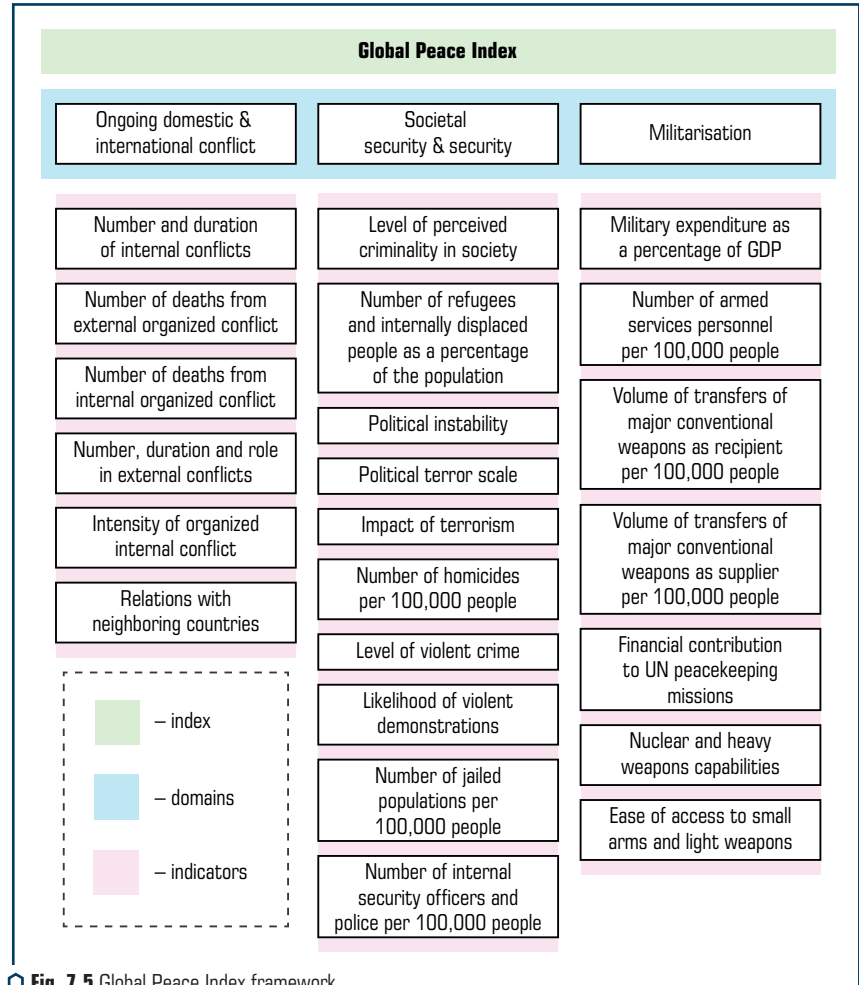 Global Peace Index
Ongoing domestic &
international conflict
Societal
security & security
Militarisation
Number and duration
of internal conflicts
Number of deaths from
external organized conflict
Number of deaths from
internal organized conflict
Number, duration and role
in external conflicts
Intensity of organized
internal conflict
Relations with
neighboring countries
Level of perceived
criminality in society
Number of refugees
and internally displaced
people as a percentage
of the population
Political instability
Political terror scale
Impact of terrorism
Number of homicides
per 100,000 people
Level of violent crime
Likelihood of violent
demonstrations
Number of jailed
populations per
100,000 people
Number of internal
security officers and
police per 100,000 people
Military expenditure as
a percentage of GDP
Number of armed
services personnel
per 100,000 people
Volume of transfers of
major conventional
weapons as recipient
per 100,000 people
Volume of transfers of
major conventional
weapons as supplier
per 100,000 people
Financial contribution
to UN peacekeeping
missions
Nuclear and heavy
weapons capabilities
Ease of access to small
arms and light weapons
– index
– domains
– indicators
Fig. 7.5 Global Peace Index framework